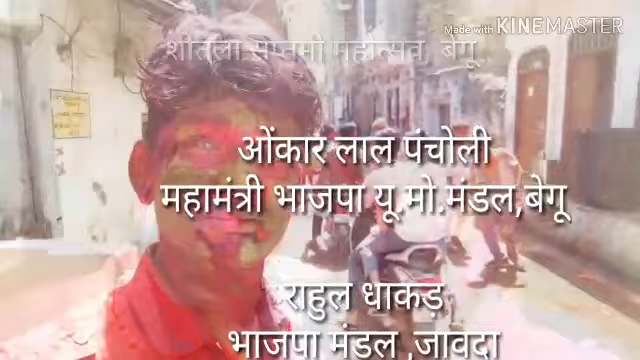 Made with KINEMASTER
शीतला सप्तमी महोत्सव, बेगू
ओंकार लाल पंचोली
महामंत्री भाजपा यू.मो.मंडल,बेगू
राहुल धाकड़
भाजपा मंडल ,जावदा